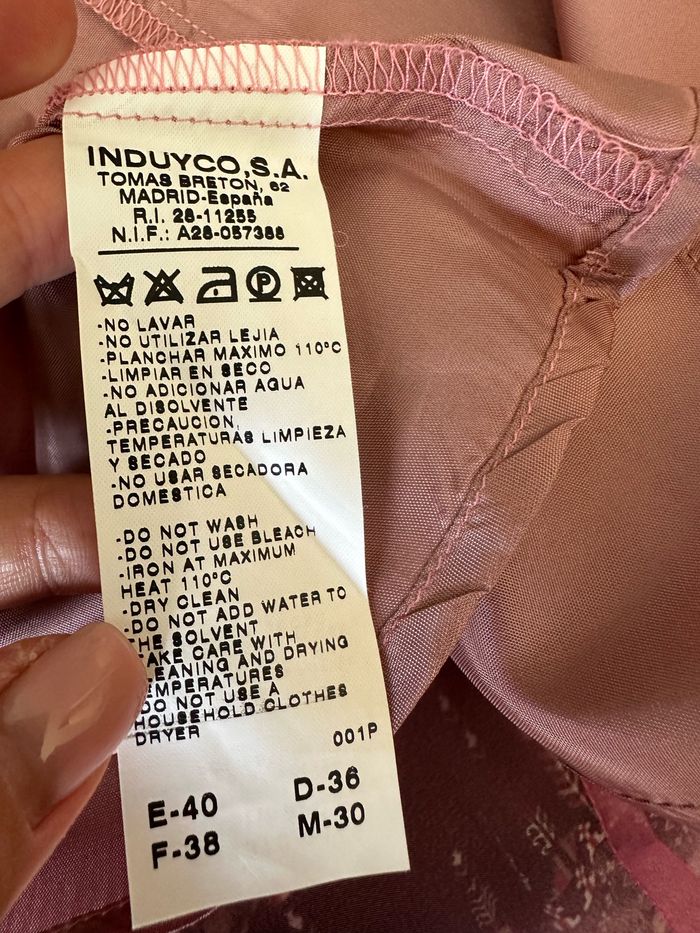 INDUYCO, S.A.
TOMAS BRETON, 62
MADRID-España
R.I. 28-11255
N.I.F.: A28-057388
P
-NO LAVAR
-NO UTILIZAR LEJIA
-PLANCHAR MAXIMO 110°C
-LIMPIAR EN SECO
-NO ADICIONAR AGUA
AL DISOLVENTE
-PRECAUCION,
TEMPERATURAS LIMPIEZA
Y SECADO
-NO USAR SECADORA
DOMESTICA
-DO NOT WASH
-DO NOT USE BLEACH
-IRON AT MAXIMUM
HEAT 110°C
-DRY CLEAN
-DO NOT ADD WATER TO
THE SOLVENT
TAKE CARE WITH
LEANING AND DRYING
EMPERATURES
DO NOT USE A
HOUSEHOLD CLOTHES
DRYER
001P
E-40 D-36
F-38 M-30